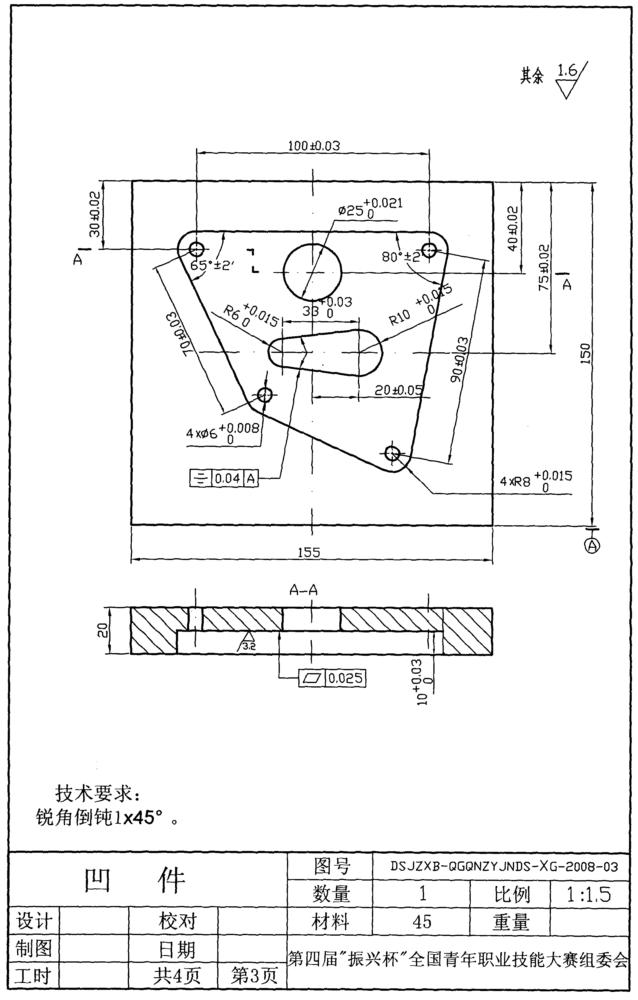 其余 1.6
100±0.03
30±0.02
⌀25 +0.021 0
40±0.02
A
65°±2′
80°±2′
75±0.02
A
R6 +0.015 0
33 +0.03 0
R10 +0.015 0
70±0.03
90±0.03
150
20±0.05
4x⌀6 +0.008 0
0.04 A
4xR8 +0.015 0
A
155
A-A
20
3.2
0.025
10 +0.03 0
技术要求:
锐角倒钝1x45°。
凹 件
图号 DSJZXB-QGQNZYJNDS-XG-2008-03
数量 1 比例 1:1.5
设计 校对 材料 45 重量
制图 日期 第四届"振兴杯"全国青年职业技能大赛组委会
工时 共4页 第3页